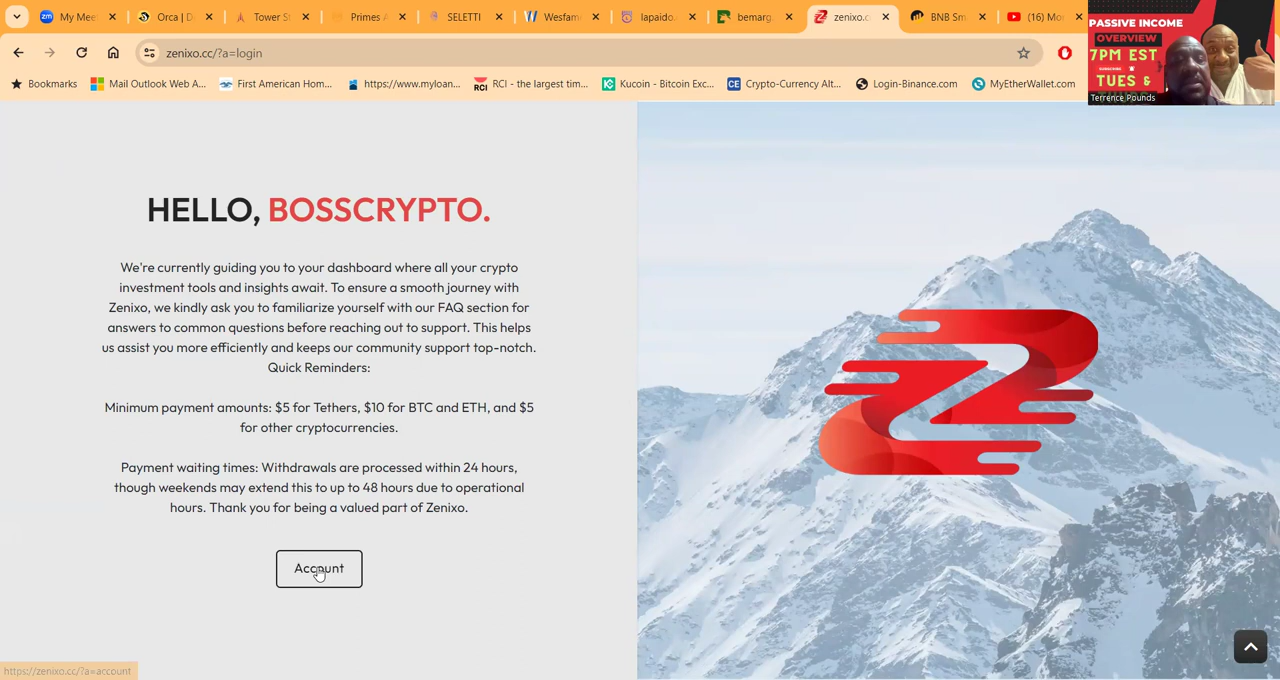 My Mee
Orca | D
Tower S
Primes A
SELETTI
Wesfam
lapaido.
bemarg.
zenixo.c
BNB Sm
(16) Mo
zenixo.cc/?a=login
Bookmarks
Mail Outlook Web A...
First American Hom...
https://www.myloan...
RCI - the largest tim...
Kucoin - Bitcoin Exc...
Crypto-Currency Alt...
Login-Binance.com
MyEtherWallet.com
PASSIVE INCOME
OVERVIEW
7PM EST
TUES &
Terrence Pounds
HELLO, BOSSCRYPTO.
We're currently guiding you to your dashboard where all your crypto
investment tools and insights await. To ensure a smooth journey with
Zenixo, we kindly ask you to familiarize yourself with our FAQ section for
answers to common questions before reaching out to support. This helps
us assist you more efficiently and keeps our community support top-notch.
Quick Reminders:
Minimum payment amounts: $5 for Tethers, $10 for BTC and ETH, and $5
for other cryptocurrencies.
Payment waiting times: Withdrawals are processed within 24 hours,
though weekends may extend this to up to 48 hours due to operational
hours. Thank you for being a valued part of Zenixo.
Account
https://zenixo.cc/?a=account